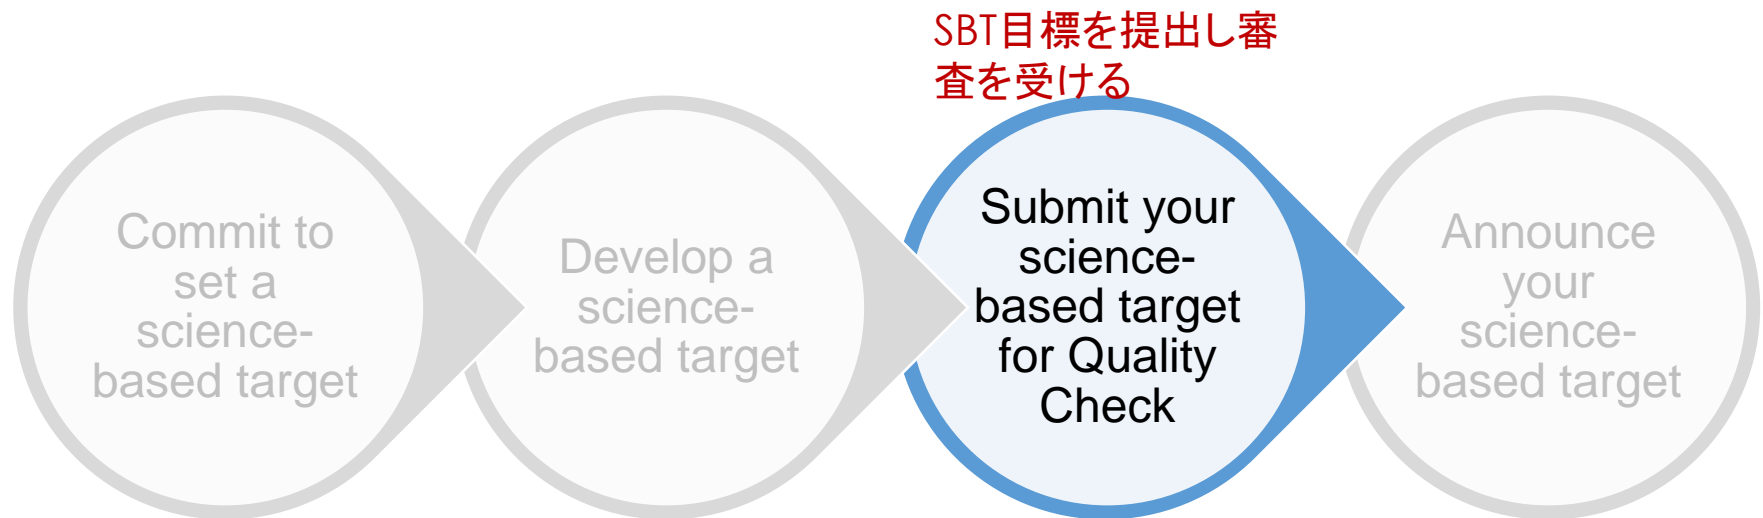 SBT目標を提出し審
査を受ける
Commit to
set a
science-
based target
Develop a
science-
based target
Submit your
science-
based target
for Quality
Check
Announce
your
science-
based target